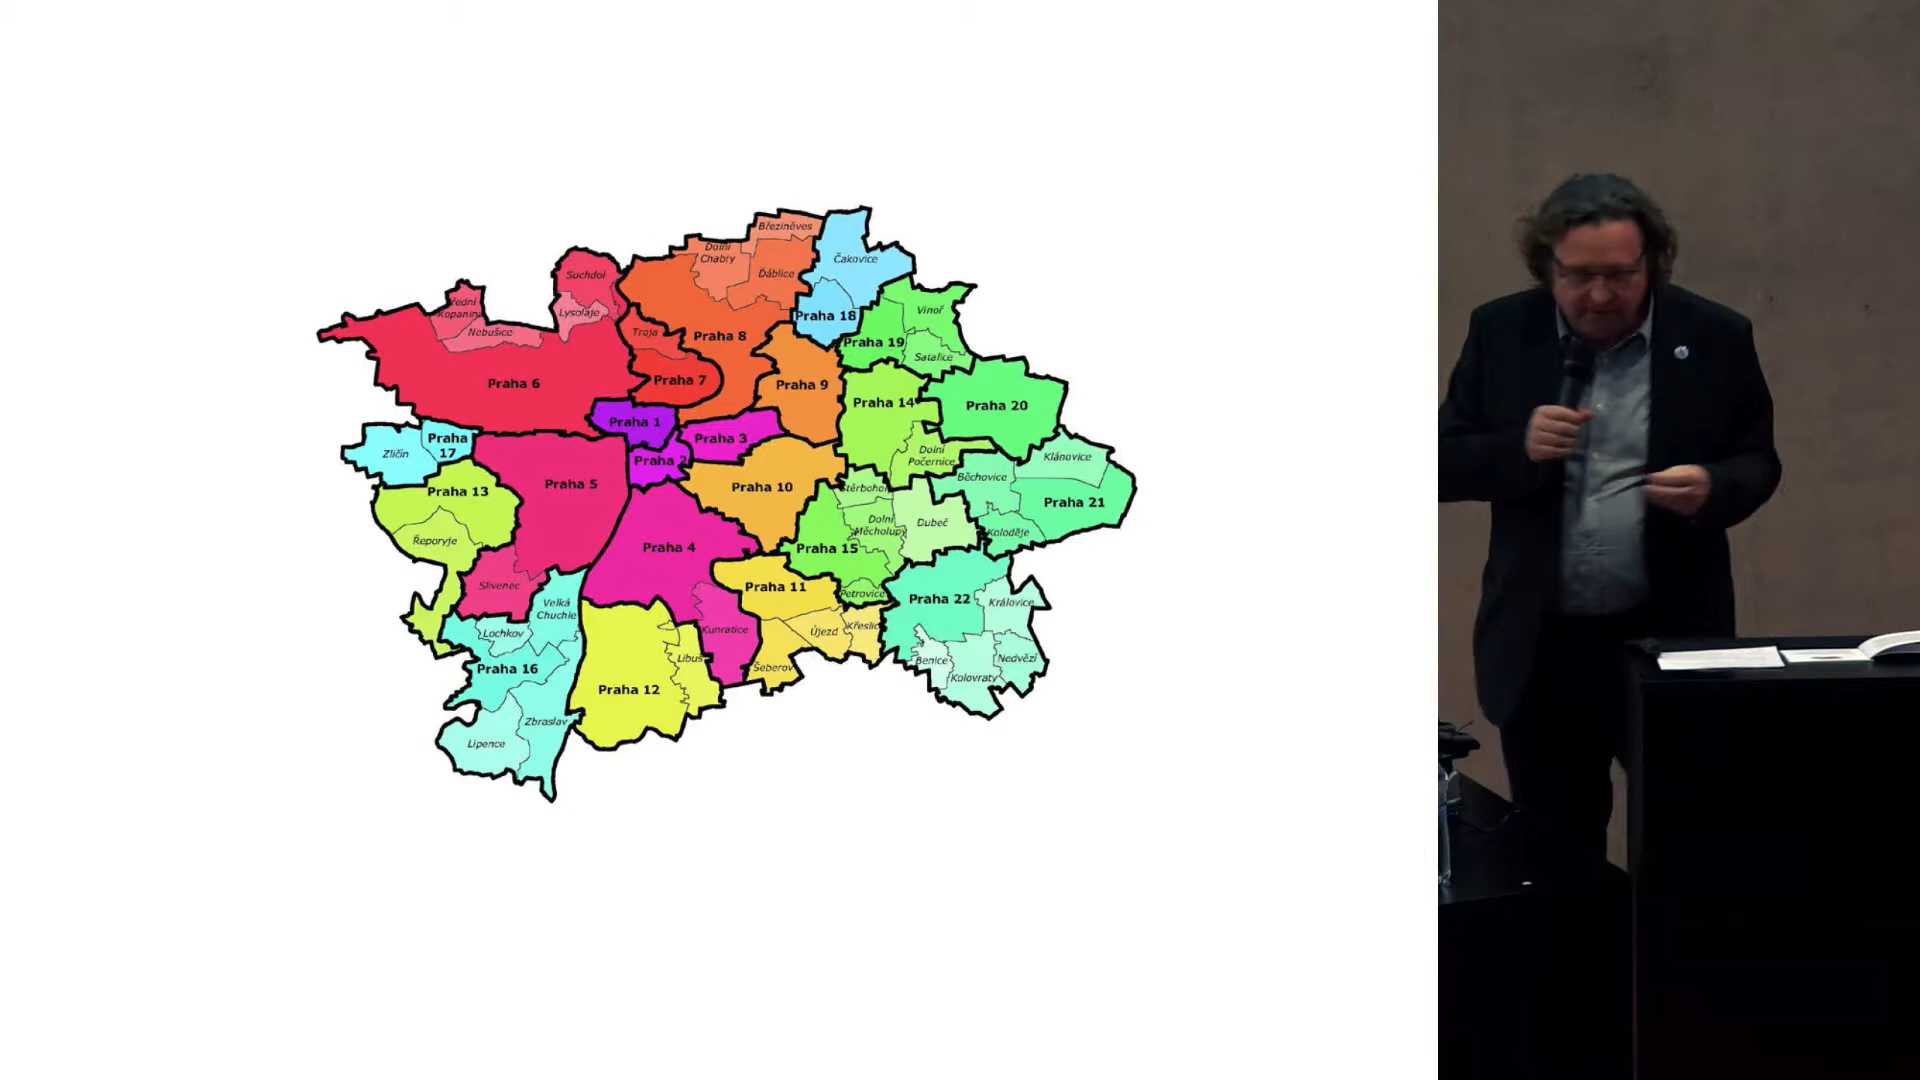 Březiněves
Dolní
Chabry
Ďáblice
Čakovice
Suchdol
Lysolaje
Přední
Kopanina
Nebušice
Praha 18
Vinoř
Troja
Praha 8
Praha 19
Satalice
Praha 6
Praha 7
Praha 9
Praha 14
Praha 20
Praha 1
Praha 3
Praha
17
Zličín
Praha 2
Dolní
Počernice
Klánovice
Praha 5
Praha 10
Štěrboholy
Běchovice
Praha 13
Praha 21
Dolní
Měcholupy
Dubeč
Koloděje
Řeporyje
Praha 4
Praha 15
Slivenec
Praha 11
Petrovice
Praha 22
Královice
Velká
Chuchle
Lochkov
Kunratice
Újezd
Křeslic
Praha 16
Libuš
Šeberov
Benice
Nedvězí
Kolovraty
Praha 12
Zbraslav
Lipence